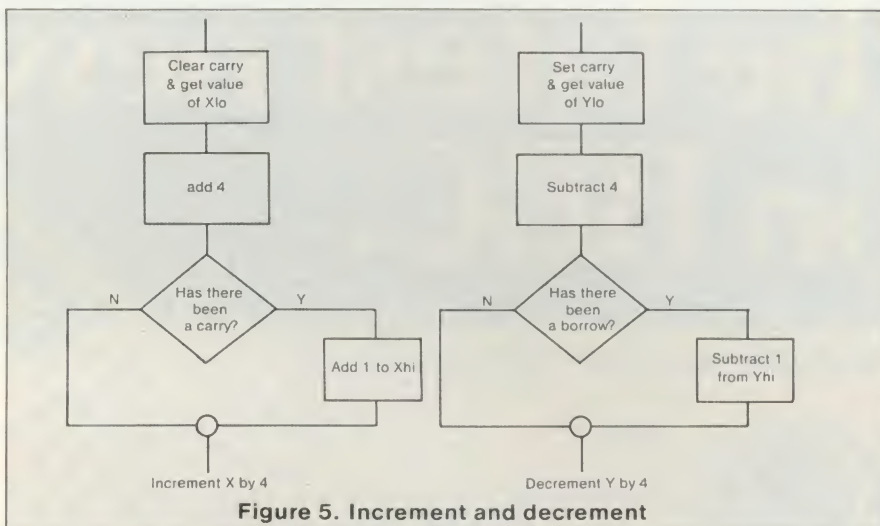 Clear carry
& get value
of Xlo
add 4
Has there
been
a carry?
N
Y
Add 1 to Xhi
Increment X by 4
Set carry
& get value
of Ylo
Subtract 4
Has there
been
a borrow?
N
Y
Subtract 1
from Yhi
Decrement Y by 4
Figure 5. Increment and decrement